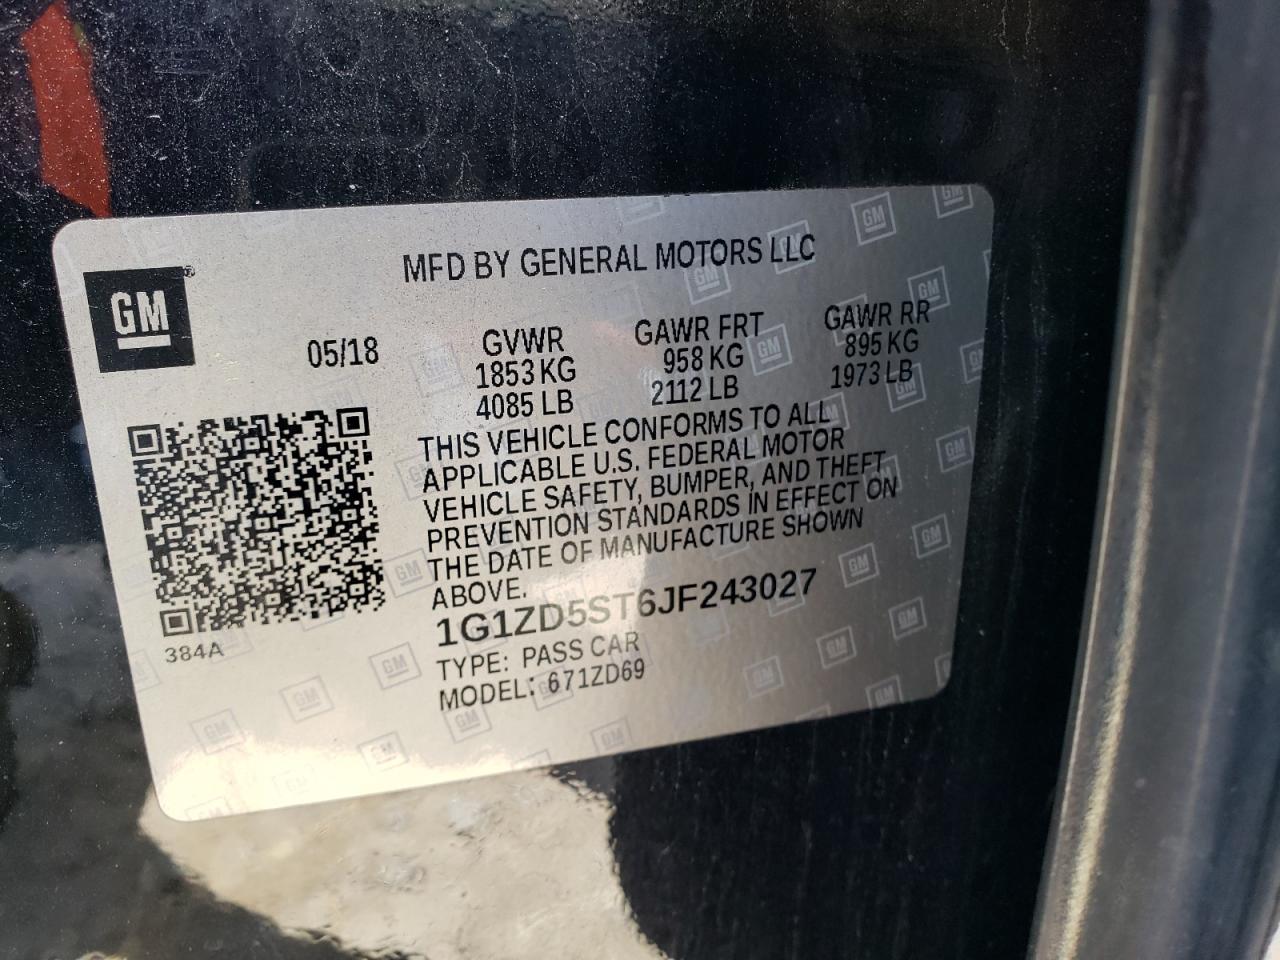 MFD BY GENERAL MOTORS LLC
GM
®
05/18
GVWR
1853 KG
4085 LB
GAWR FRT
958 KG
2112 LB
GAWR RR
895 KG
1973 LB
THIS VEHICLE CONFORMS TO ALL
APPLICABLE U.S. FEDERAL MOTOR
VEHICLE SAFETY, BUMPER, AND THEFT
PREVENTION STANDARDS IN EFFECT ON
THE DATE OF MANUFACTURE SHOWN
ABOVE.
1G1ZD5ST6JF243027
384A
TYPE: PASS CAR
MODEL: 671ZD69